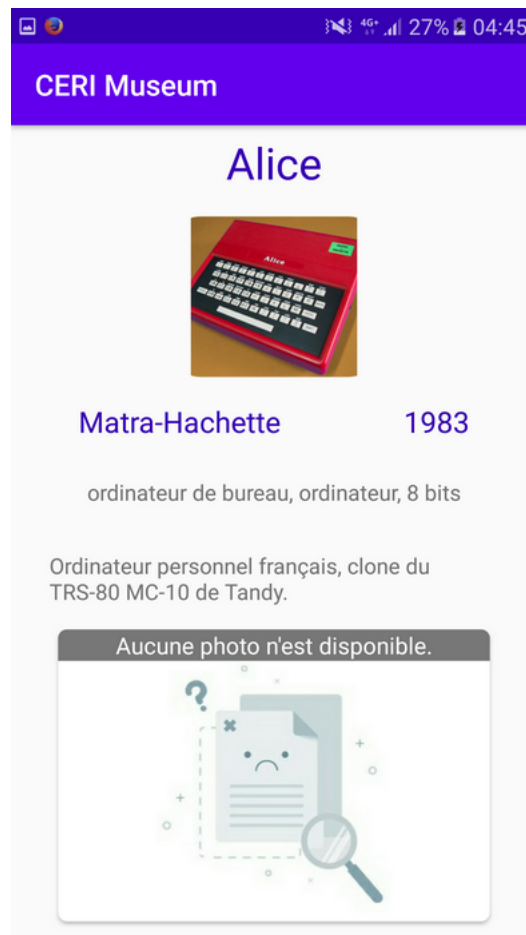 4G+ 27% 04:45
CERI Museum
Alice
Alice
Matra-Hachette 1983
ordinateur de bureau, ordinateur, 8 bits
Ordinateur personnel français, clone du
TRS-80 MC-10 de Tandy.
Aucune photo n'est disponible.
?